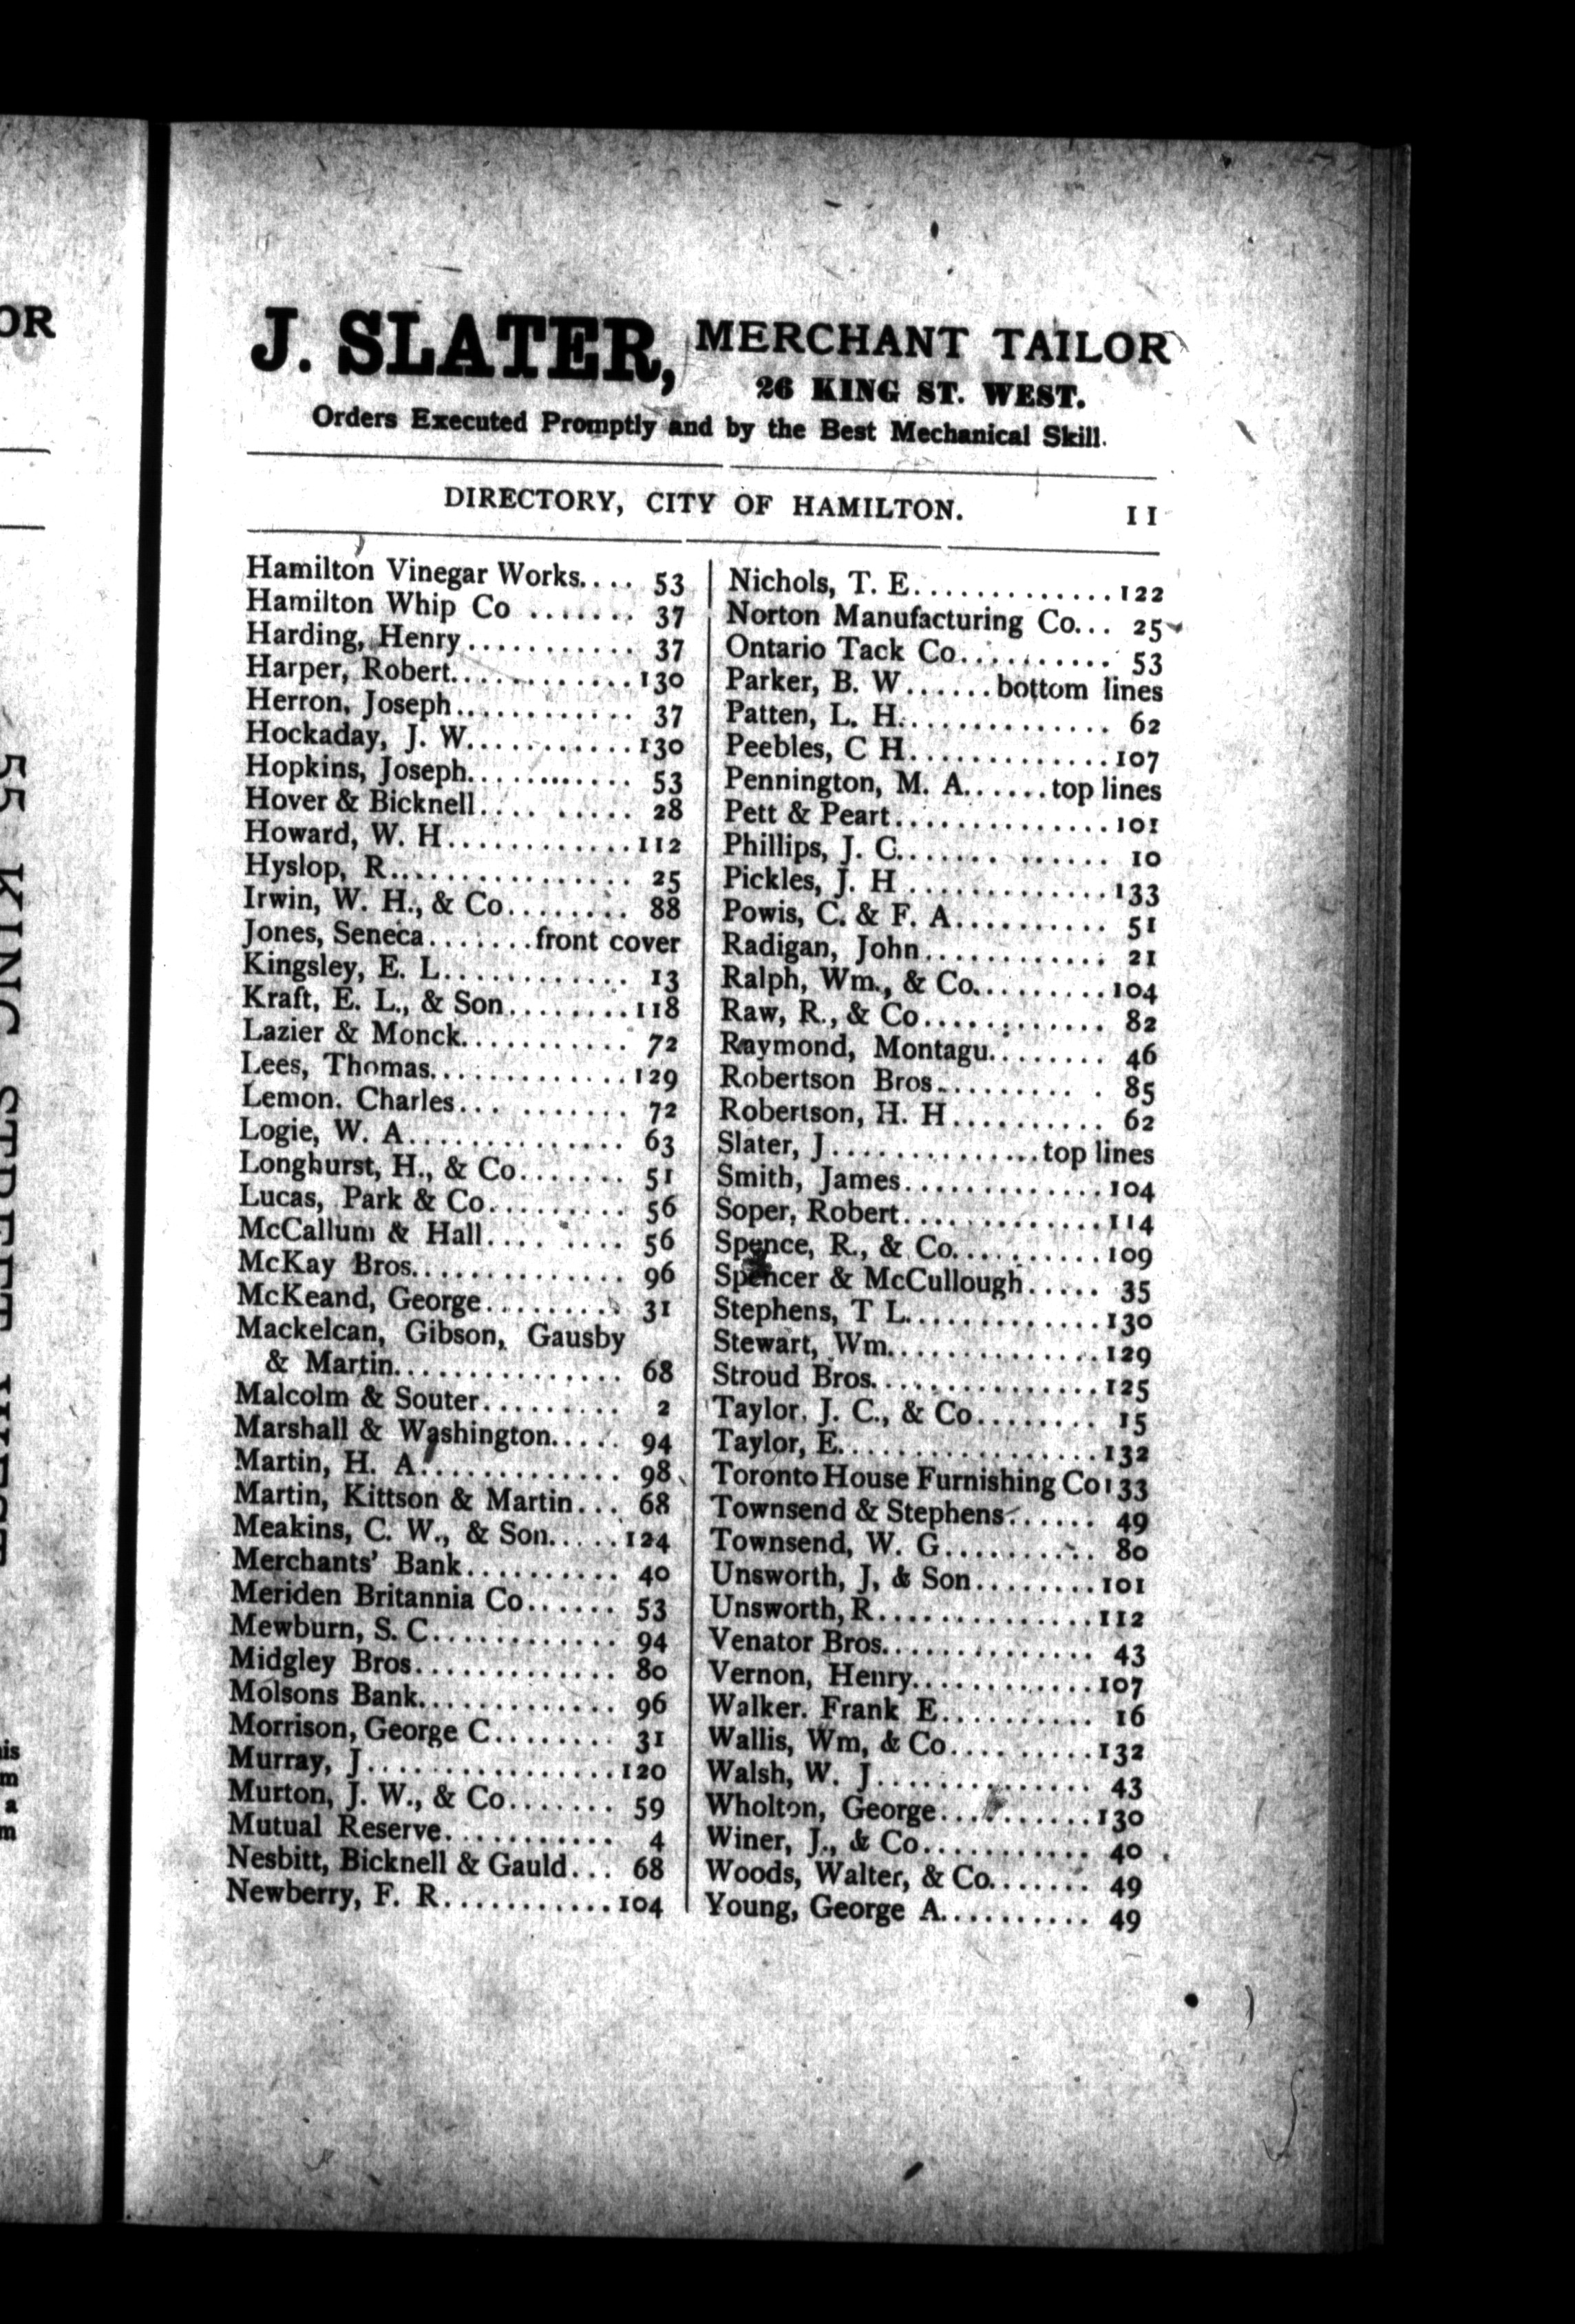 OR
55 KING STREET WEST
is
m
a
m
J. SLATER, MERCHANT TAILOR
26 KING ST. WEST.
Orders Executed Promptly and by the Best Mechanical Skill.
DIRECTORY, CITY OF HAMILTON. 11
Hamilton Vinegar Works.... 53
Hamilton Whip Co ....... 37
Harding, Henry........... 37
Harper, Robert............130
Herron, Joseph............ 37
Hockaday, J. W...........130
Hopkins, Joseph........... 53
Hover & Bicknell.... ..... 28
Howard, W. H............112
Hyslop, R................ 25
Irwin, W. H., & Co........ 88
Jones, Seneca.......front cover
Kingsley, E. L............ 13
Kraft, E. L., & Son........118
Lazier & Monck........... 72
Lees, Thomas.............129
Lemon. Charles... ....... 72
Logie, W. A.............. 63
Longhurst, H., & Co....... 51
Lucas, Park & Co......... 56
McCallum & Hall.... .... 56
McKay Bros.............. 96
McKeand, George......... 31
Mackelcan, Gibson, Gausby
& Martin............... 68
Malcolm & Souter......... 2
Marshall & Washington..... 94
Martin, H. A............. 98
Martin, Kittson & Martin... 68
Meakins, C. W., & Son.....124
Merchants' Bank.......... 40
Meriden Britannia Co...... 53
Mewburn, S. C............ 94
Midgley Bros............. 80
Molsons Bank............. 96
Morrison, George C........ 31
Murray, J................120
Murton, J. W., & Co....... 59
Mutual Reserve............ 4
Nesbitt, Bicknell & Gauld... 68
Newberry, F. R...........104
Nichols, T. E.............122
Norton Manufacturing Co... 25
Ontario Tack Co.......... 53
Parker, B. W......bottom lines
Patten, L. H.............. 62
Peebles, C H.............107
Pennington, M. A......top lines
Pett & Peart..............101
Phillips, J. C....... ...... 10
Pickles, J. H .............133
Powis, C. & F. A.......... 51
Radigan, John............ 21
Ralph, Wm., & Co.........104
Raw, R., & Co............ 82
Raymond, Montagu........ 46
Robertson Bros......... . 85
Robertson, H. H.......... 62
Slater, J..............top lines
Smith, James.............104
Soper, Robert.............114
Spence, R., & Co..........109
Spencer & McCullough..... 35
Stephens, T L.............130
Stewart, Wm..............129
Stroud Bros...............125
Taylor. J. C., & Co........ 15
Taylor, E.................132
Toronto House Furnishing Co 133
Townsend & Stephens...... 49
Townsend, W. G.......... 80
Unsworth, J, & Son........101
Unsworth, R..............112
Venator Bros.............. 43
Vernon, Henry............107
Walker. Frank E.......... 16
Wallis, Wm, & Co.... .....132
Walsh, W. J.............. 43
Wholton, George..........130
Winer, J., & Co........... 40
Woods, Walter, & Co....... 49
Young, George A.......... 49